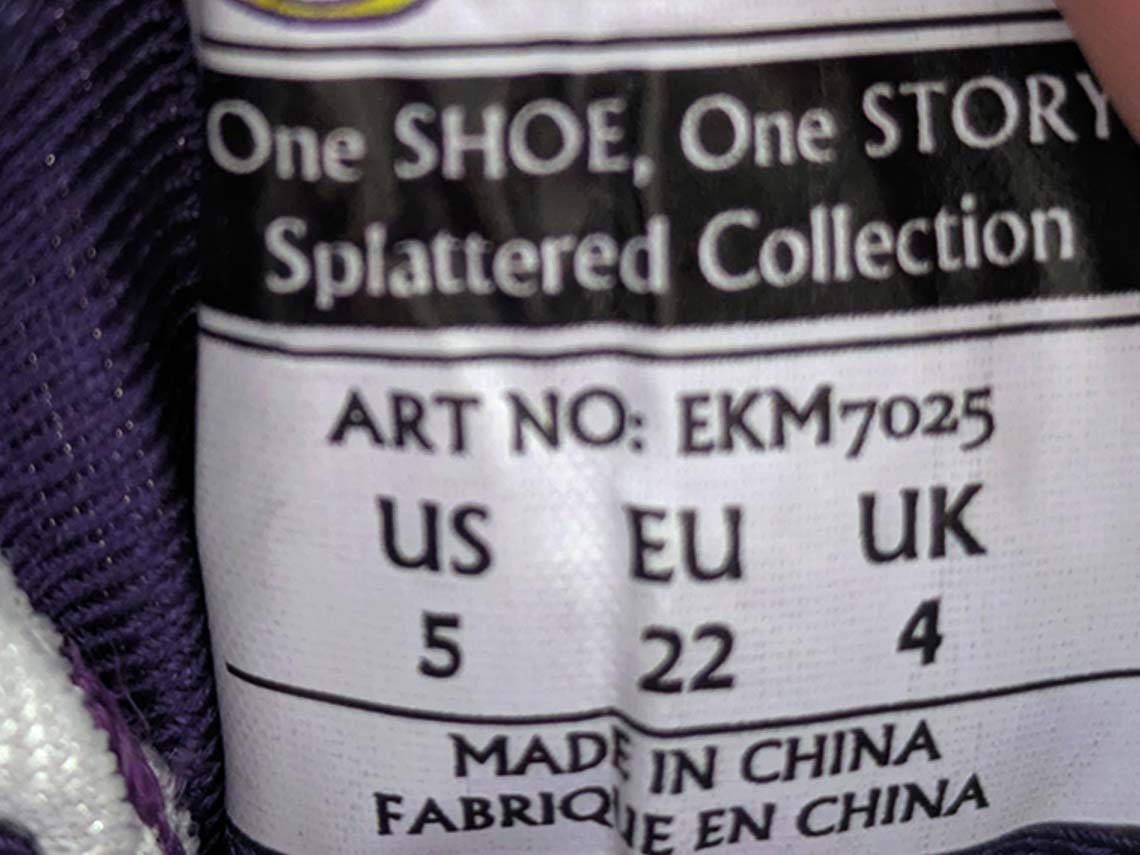 One SHOE, One STORY
Splattered Collection
ART NO: EKM7025
US EU UK
5 22 4
MADE IN CHINA
FABRIQUE EN CHINA